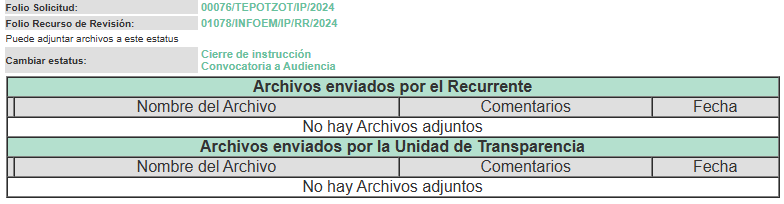 Folio Solicitud: 00076/TEPOTZOT/IP/2024
Folio Recurso de Revisión: 01078/INFOEM/IP/RR/2024
Puede adjuntar archivos a este estatus
Cambiar estatus: Cierre de instrucción
Convocatoria a Audiencia
Archivos enviados por el Recurrente
Nombre del Archivo Comentarios Fecha
No hay Archivos adjuntos
Archivos enviados por la Unidad de Transparencia
Nombre del Archivo Comentarios Fecha
No hay Archivos adjuntos